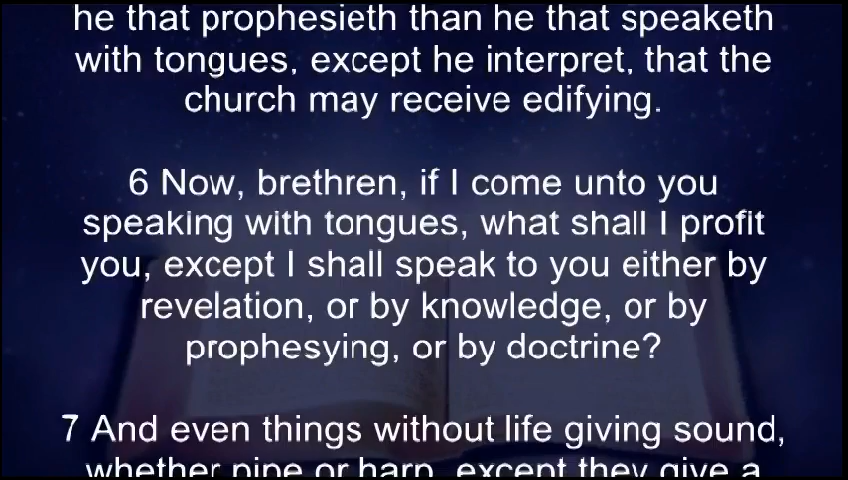 he that prophesieth than he that speaketh
with tongues, except he interpret, that the
church may receive edifying.
6 Now, brethren, if I come unto you
speaking with tongues, what shall I profit
you, except I shall speak to you either by
revelation, or by knowledge, or by
prophesying, or by doctrine?
7 And even things without life giving sound,
whether pipe or harp, except they give a